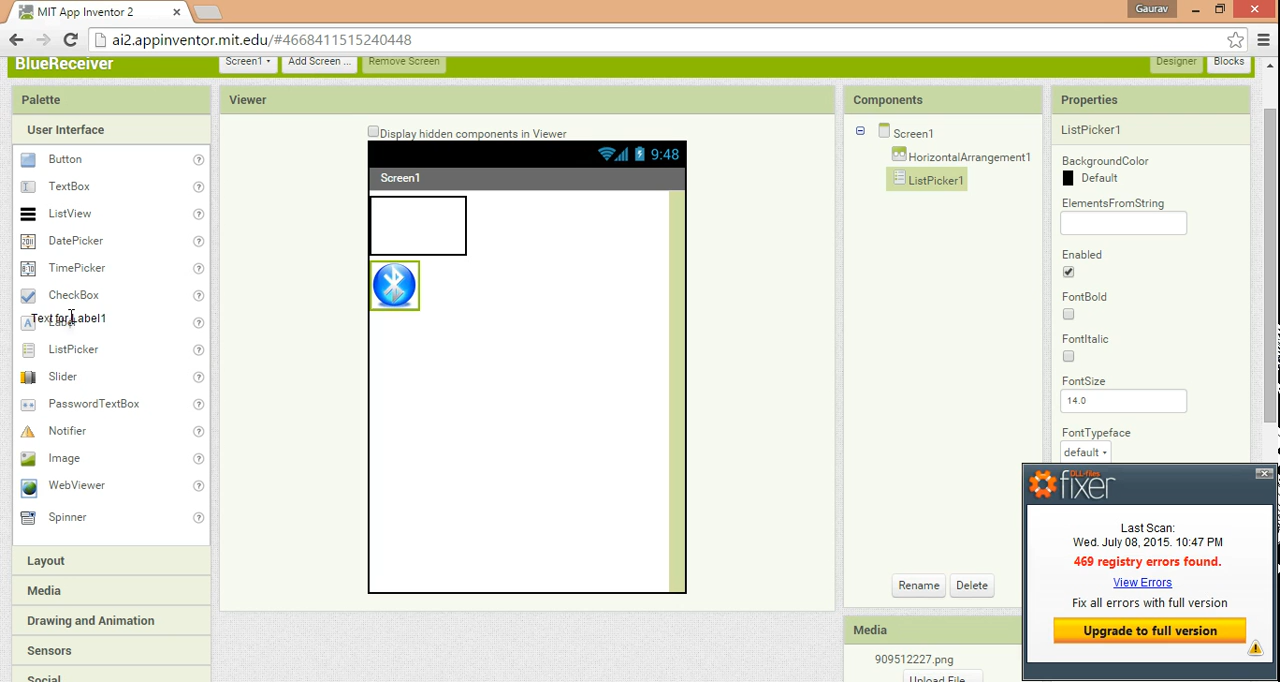 MIT App Inventor 2
Gaurav
ai2.appinventor.mit.edu/#4668411515240448
BlueReceiver
Screen1
Add Screen ...
Remove Screen
Designer
Blocks
Palette
User Interface
Button
TextBox
ListView
DatePicker
TimePicker
CheckBox
Text for Label1
Label
ListPicker
Slider
PasswordTextBox
Notifier
Image
WebViewer
Spinner
Layout
Media
Drawing and Animation
Sensors
Social
Viewer
Display hidden components in Viewer
9:48
Screen1
Components
Screen1
HorizontalArrangement1
ListPicker1
Rename
Delete
Media
909512227.png
Upload File ...
Properties
ListPicker1
BackgroundColor
Default
ElementsFromString
Enabled
FontBold
FontItalic
FontSize
14.0
FontTypeface
default
DLL-files
fixer
Last Scan:
Wed. July 08, 2015. 10:47 PM
469 registry errors found.
View Errors
Fix all errors with full version
Upgrade to full version